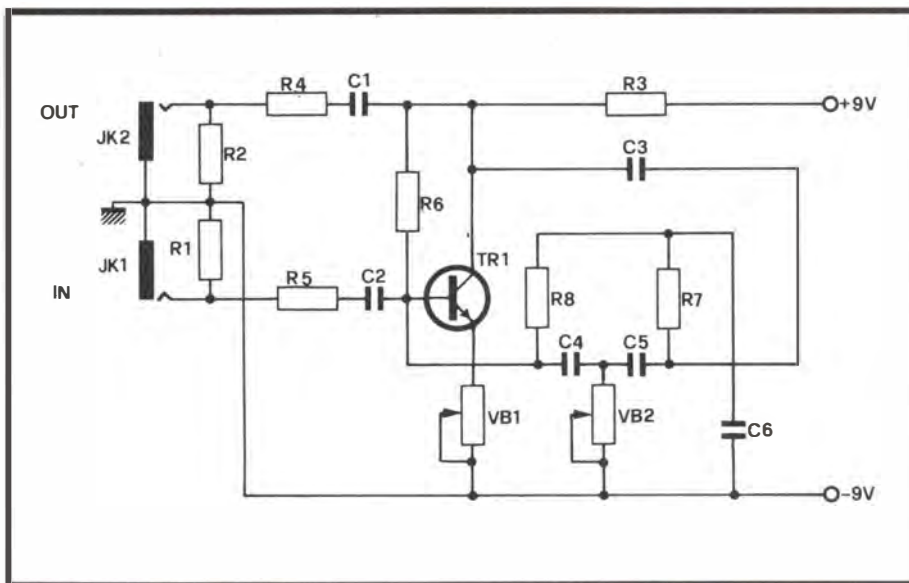 R4
C1
R3
+9V
OUT
JK2
R2
C3
R6
JK1
R1
TR1
IN
R5
C2
R8
R7
C4
C5
VB1
VB2
C6
-9V